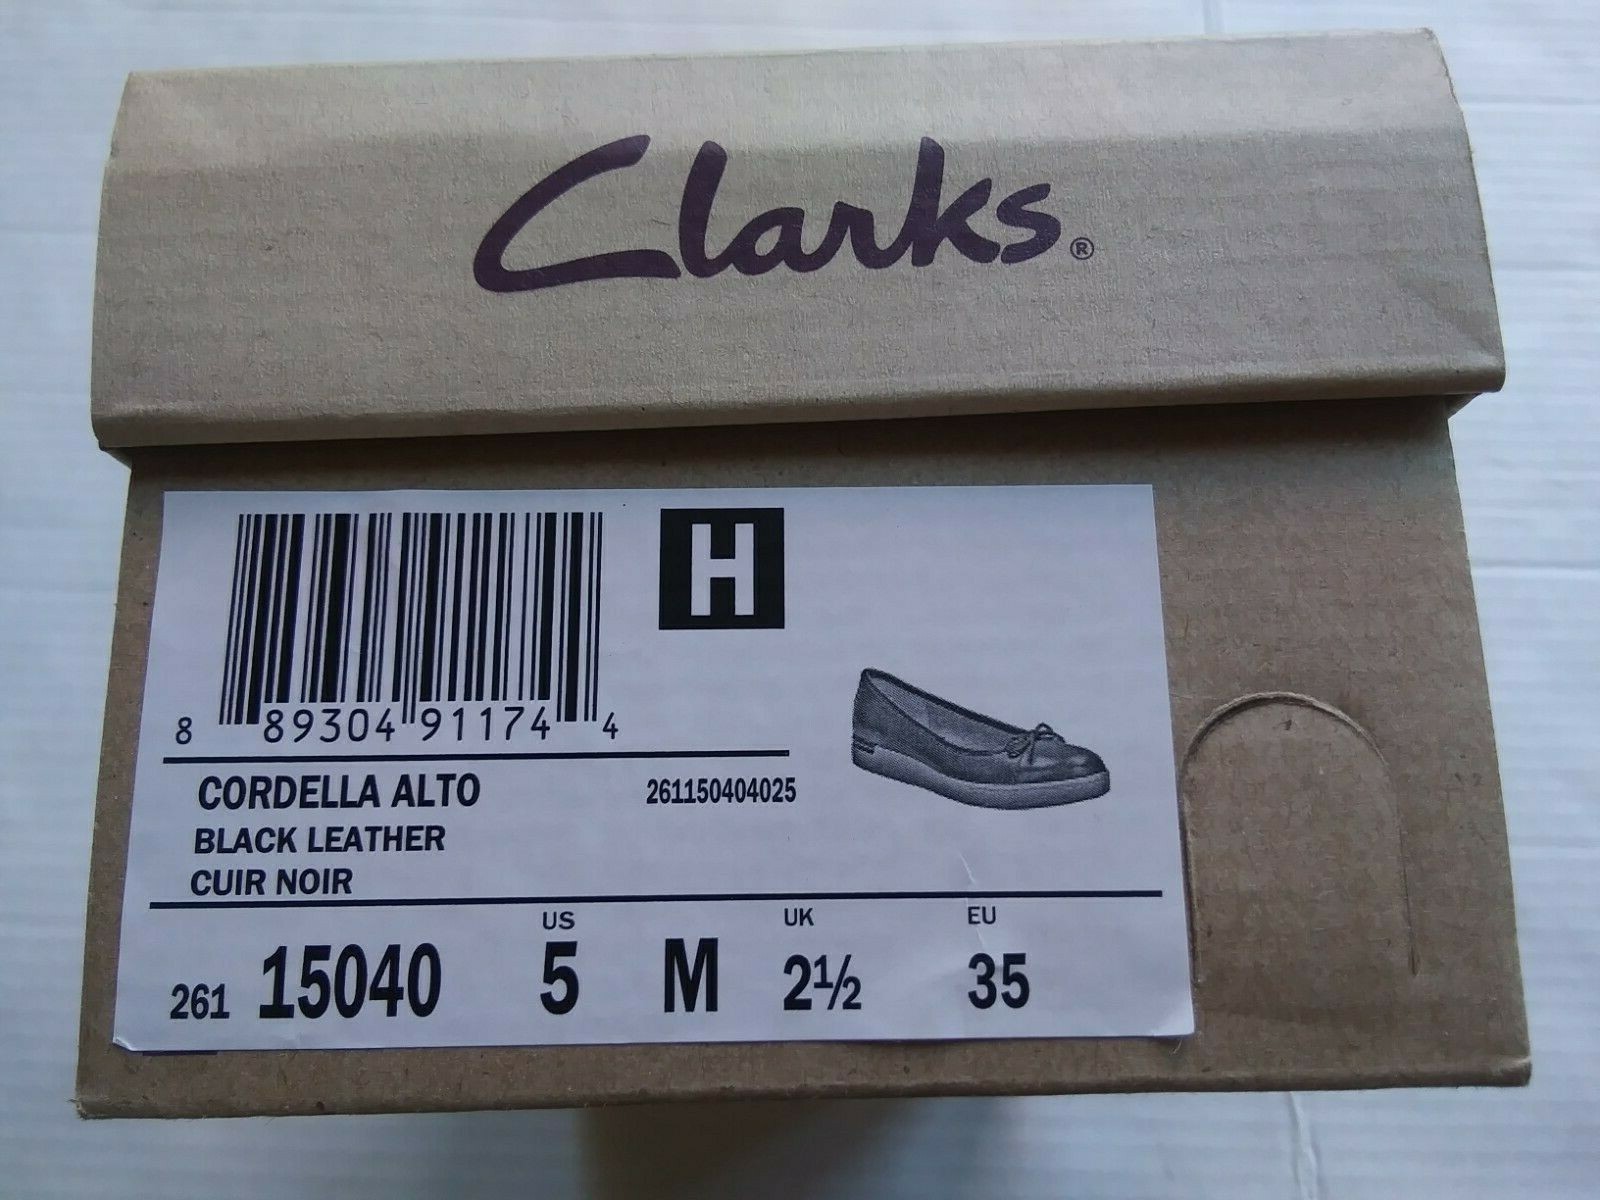 Clarks®
H
8 89304 91174 4
CORDELLA ALTO 261150404025
BLACK LEATHER
CUIR NOIR
US UK EU
261 15040 5 M 2½ 35